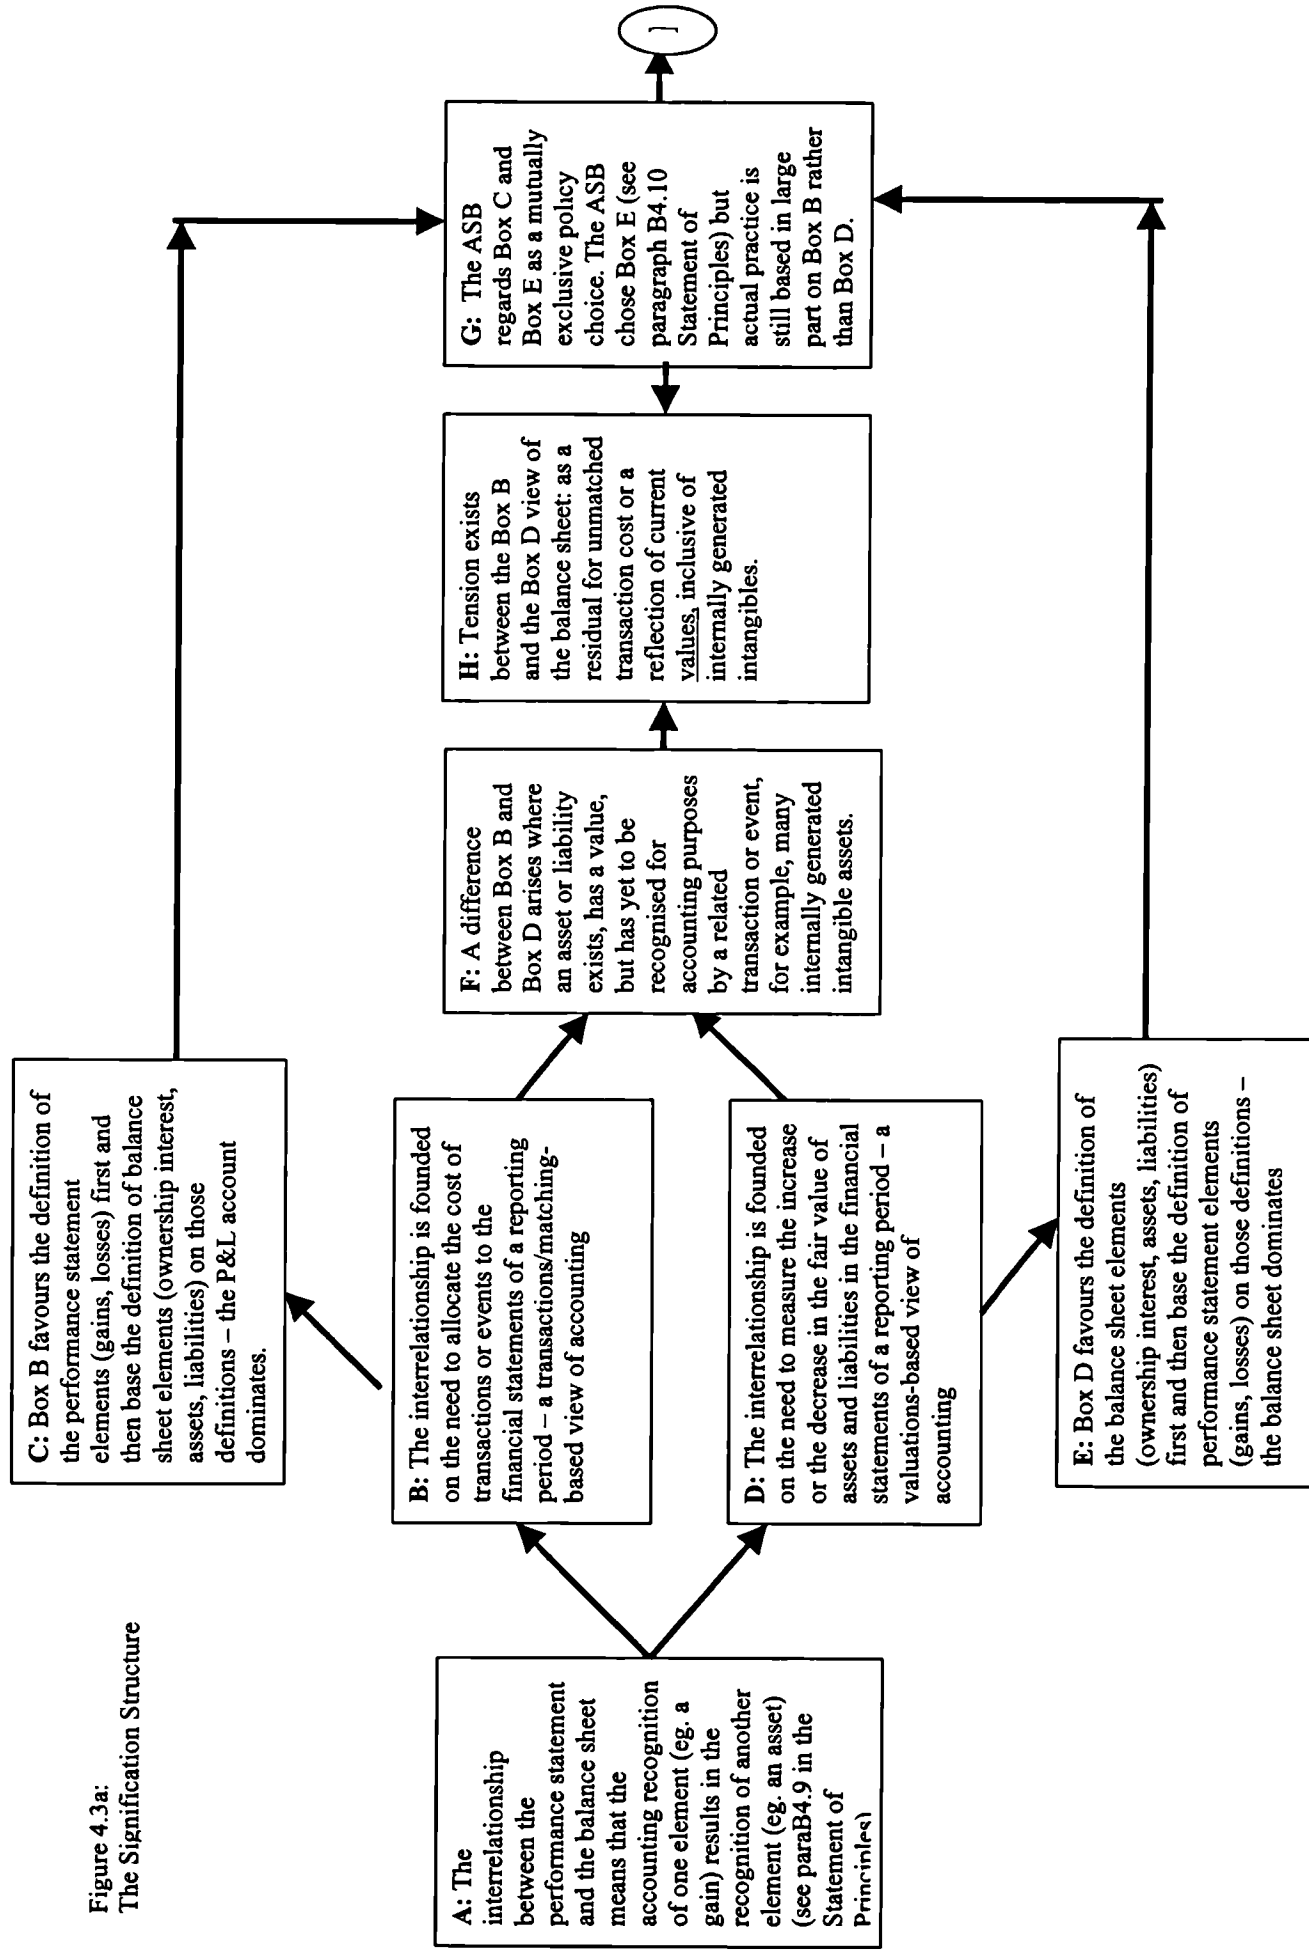 Figure 4.3a:
The Signification Structure
A: The
interrelationship
between the
performance statement
and the balance sheet
means that the
accounting recognition
of one element (eg. a
gain) results in the
recognition of another
element (eg. an asset)
(see paraB4.9 in the
Statement of
Principles)
C: Box B favours the definition of
the performance statement
elements (gains, losses) first and
then base the definition of balance
sheet elements (ownership interest,
assets, liabilities) on those
definitions – the P&L account
dominates.
B: The interrelationship is founded
on the need to allocate the cost of
transactions or events to the
financial statements of a reporting
period – a transactions/matching-
based view of accounting
D: The interrelationship is founded
on the need to measure the increase
or the decrease in the fair value of
assets and liabilities in the financial
statements of a reporting period – a
valuations-based view of
accounting
E: Box D favours the definition of
the balance sheet elements
(ownership interest, assets, liabilities)
first and then base the definition of
performance statement elements
(gains, losses) on those definitions –
the balance sheet dominates
F: A difference
between Box B and
Box D arises where
an asset or liability
exists, has a value,
but has yet to be
recognised for
accounting purposes
by a related
transaction or event,
for example, many
internally generated
intangible assets.
H: Tension exists
between the Box B
and the Box D view of
the balance sheet: as a
residual for unmatched
transaction cost or a
reflection of current
values, inclusive of
internally generated
intangibles.
G: The ASB
regards Box C and
Box E as a mutually
exclusive policy
choice. The ASB
chose Box E (see
paragraph B4.10
Statement of
Principles) but
actual practice is
still based in large
part on Box B rather
than Box D.
1